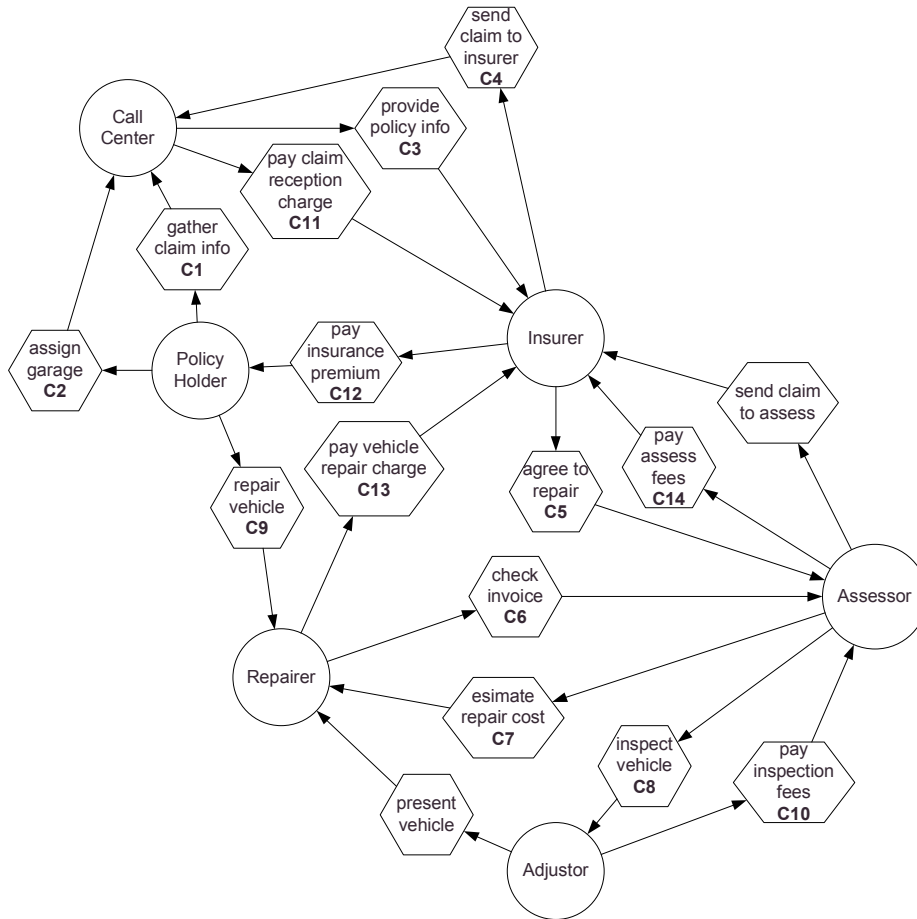 send
claim to
insurer
C4
Call
Center
provide
policy info
C3
pay claim
reception
charge
C11
gather
claim info
C1
assign
garage
C2
Policy
Holder
pay
insurance
premium
C12
Insurer
send claim
to assess
pay vehicle
repair charge
C13
agree to
repair
C5
pay
assess
fees
C14
repair
vehicle
C9
check
invoice
C6
Assessor
Repairer
esimate
repair cost
C7
inspect
vehicle
C8
pay
inspection
fees
C10
present
vehicle
Adjustor